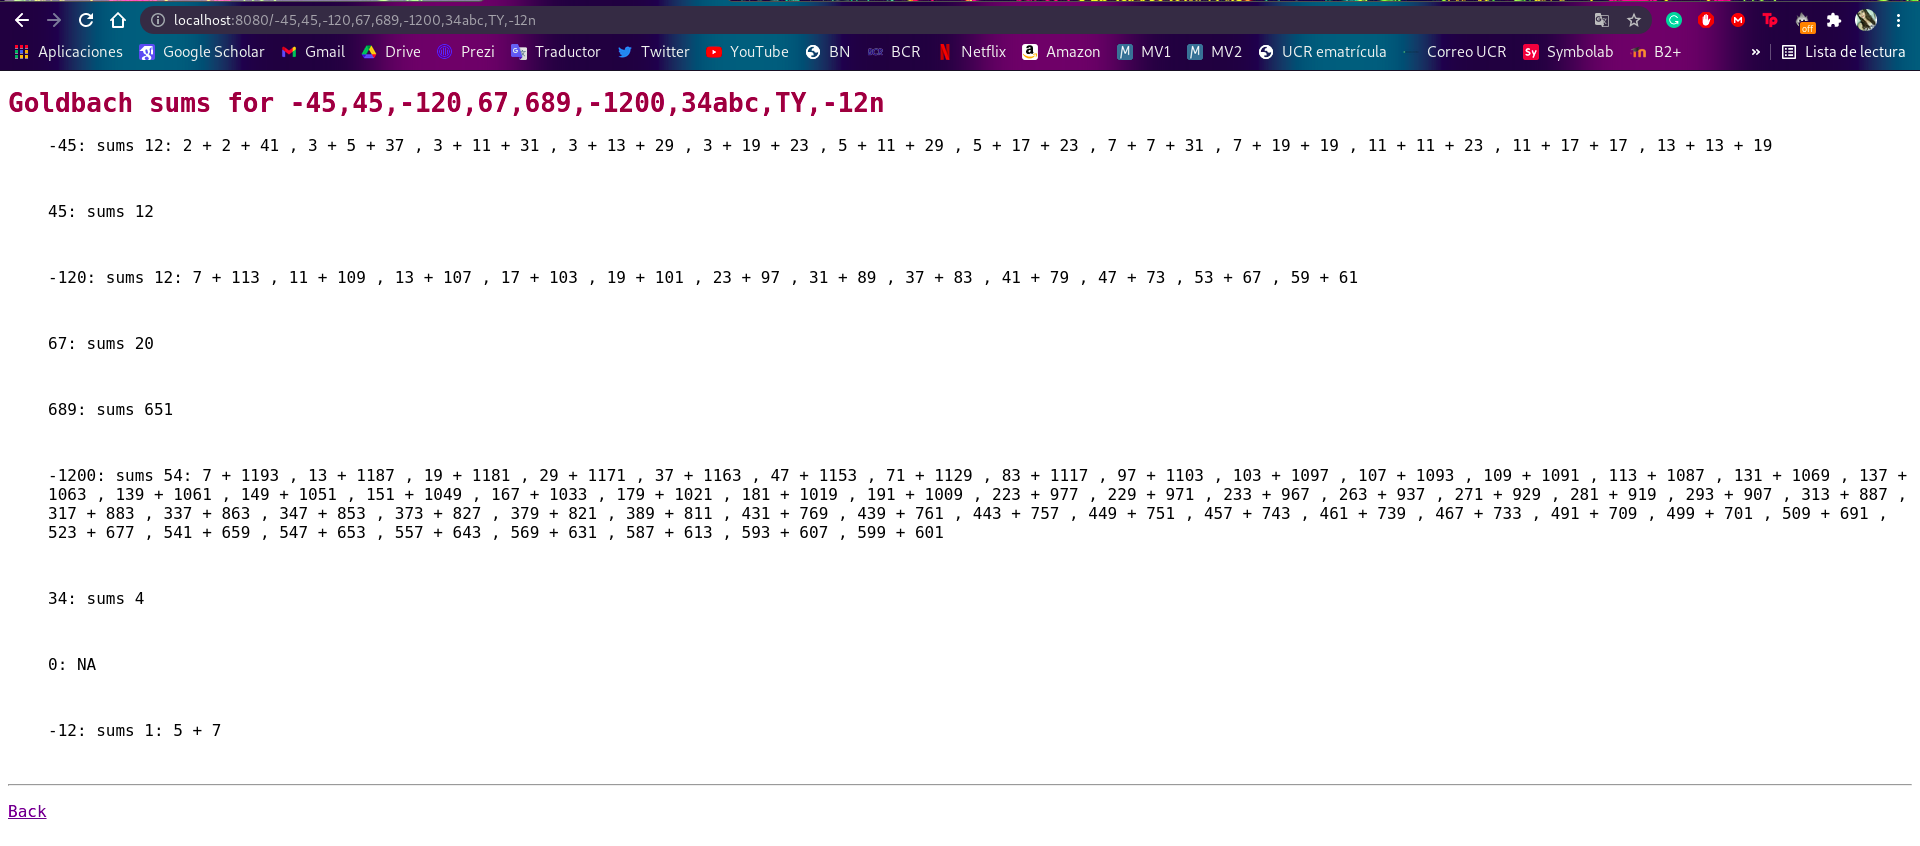 localhost:8080/-45,45,-120,67,689,-1200,34abc,TY,-12n
off
Aplicaciones Google Scholar Gmail Drive Prezi Traductor Twitter YouTube BN BCR Netflix Amazon MV1 MV2 UCR ematrícula Correo UCR Symbolab B2+ » Lista de lectura
Goldbach sums for -45,45,-120,67,689,-1200,34abc,TY,-12n
-45: sums 12: 2 + 2 + 41 , 3 + 5 + 37 , 3 + 11 + 31 , 3 + 13 + 29 , 3 + 19 + 23 , 5 + 11 + 29 , 5 + 17 + 23 , 7 + 7 + 31 , 7 + 19 + 19 , 11 + 11 + 23 , 11 + 17 + 17 , 13 + 13 + 19
45: sums 12
-120: sums 12: 7 + 113 , 11 + 109 , 13 + 107 , 17 + 103 , 19 + 101 , 23 + 97 , 31 + 89 , 37 + 83 , 41 + 79 , 47 + 73 , 53 + 67 , 59 + 61
67: sums 20
689: sums 651
-1200: sums 54: 7 + 1193 , 13 + 1187 , 19 + 1181 , 29 + 1171 , 37 + 1163 , 47 + 1153 , 71 + 1129 , 83 + 1117 , 97 + 1103 , 103 + 1097 , 107 + 1093 , 109 + 1091 , 113 + 1087 , 131 + 1069 , 137 +
1063 , 139 + 1061 , 149 + 1051 , 151 + 1049 , 167 + 1033 , 179 + 1021 , 181 + 1019 , 191 + 1009 , 223 + 977 , 229 + 971 , 233 + 967 , 263 + 937 , 271 + 929 , 281 + 919 , 293 + 907 , 313 + 887 ,
317 + 883 , 337 + 863 , 347 + 853 , 373 + 827 , 379 + 821 , 389 + 811 , 431 + 769 , 439 + 761 , 443 + 757 , 449 + 751 , 457 + 743 , 461 + 739 , 467 + 733 , 491 + 709 , 499 + 701 , 509 + 691 ,
523 + 677 , 541 + 659 , 547 + 653 , 557 + 643 , 569 + 631 , 587 + 613 , 593 + 607 , 599 + 601
34: sums 4
0: NA
-12: sums 1: 5 + 7
Back